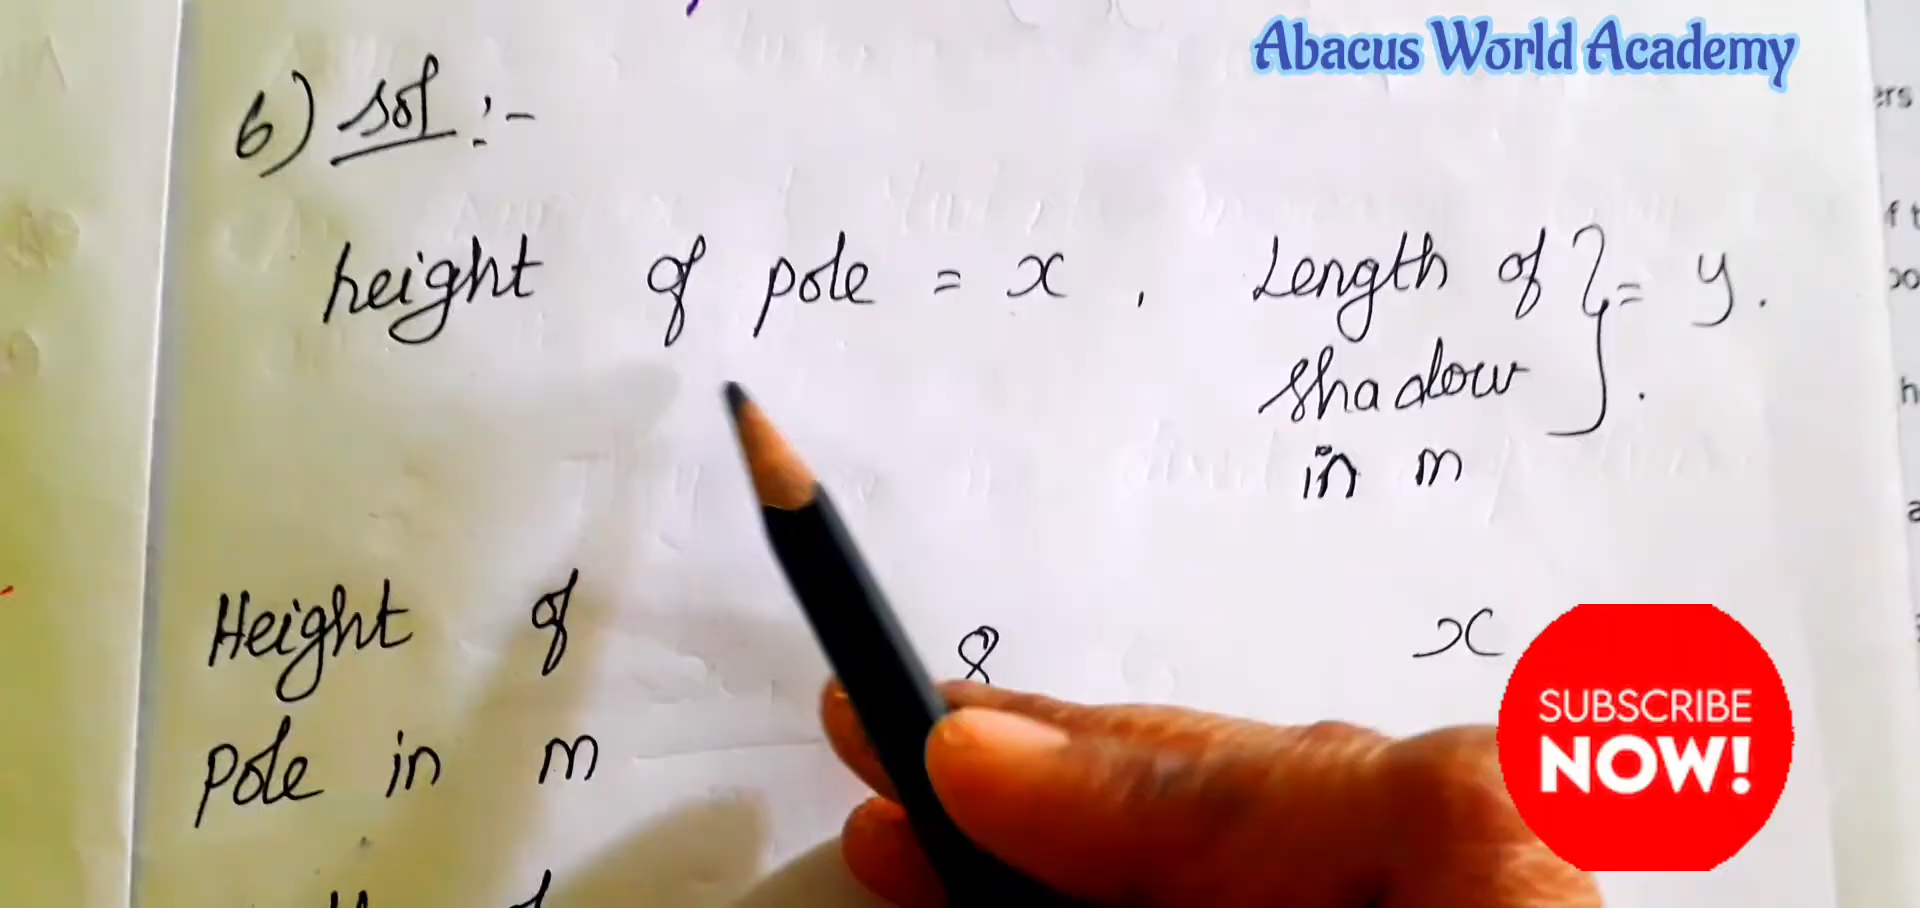 Abacus World Academy
6) sol :-
height of pole = x , Length of } = y .
shadow
in m
Height of 8 x
pole in m
SUBSCRIBE
NOW!